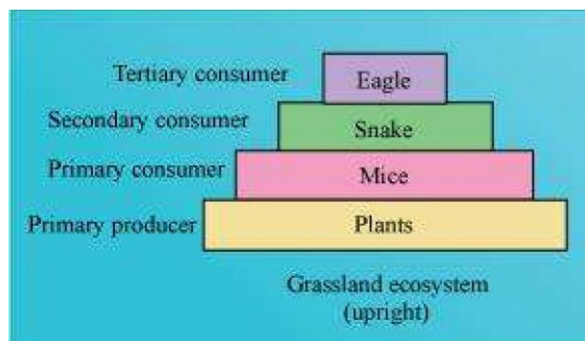 Tertiary consumer Eagle
Secondary consumer Snake
Primary consumer Mice
Primary producer Plants
Grassland ecosystem
(upright)